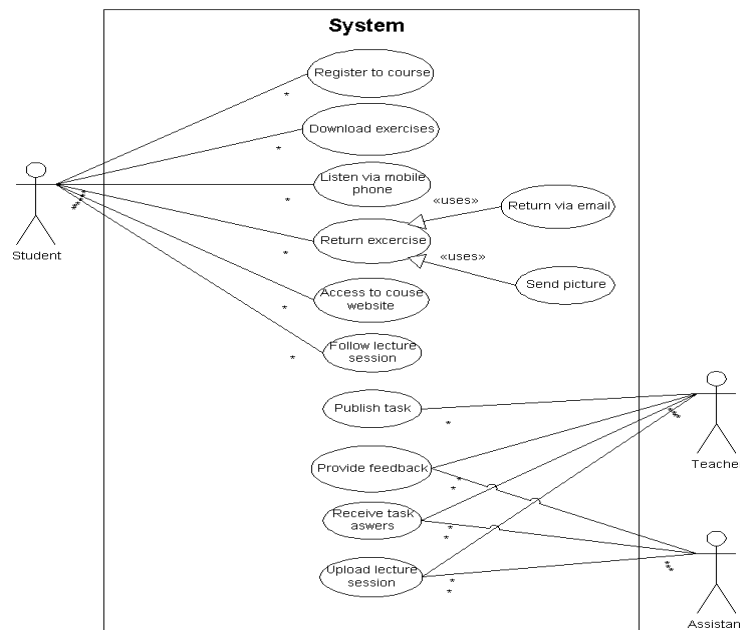 System
Register to course
*
Download exercises
*
Listen via mobile
phone
*
«uses»
Return via email
Return excercise
*
«uses»
Send picture
Student
Access to couse
website
*
Follow lecture
session
*
Publish task
*
Teache
Provide feedback
*
*
Receive task
aswers
*
*
Upload lecture
session
*
*
Assistan